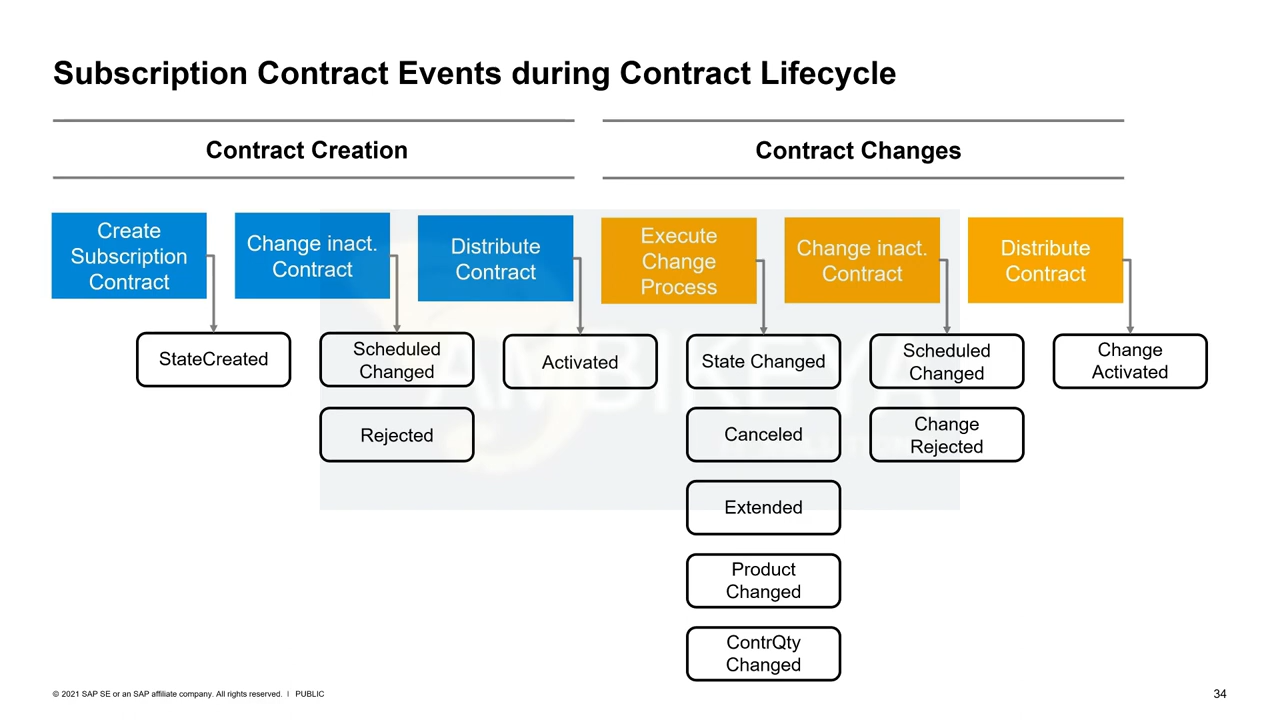 Subscription Contract Events during Contract Lifecycle
Contract Creation
Contract Changes
Create
Subscription
Contract
Change inact.
Contract
Distribute
Contract
Execute
Change
Process
Change inact.
Contract
Distribute
Contract
StateCreated
Scheduled
Changed
Activated
State Changed
Scheduled
Changed
Change
Activated
Rejected
Canceled
Change
Rejected
Extended
Product
Changed
ContrQty
Changed
© 2021 SAP SE or an SAP affiliate company. All rights reserved. | PUBLIC
34
AMBIKEYA